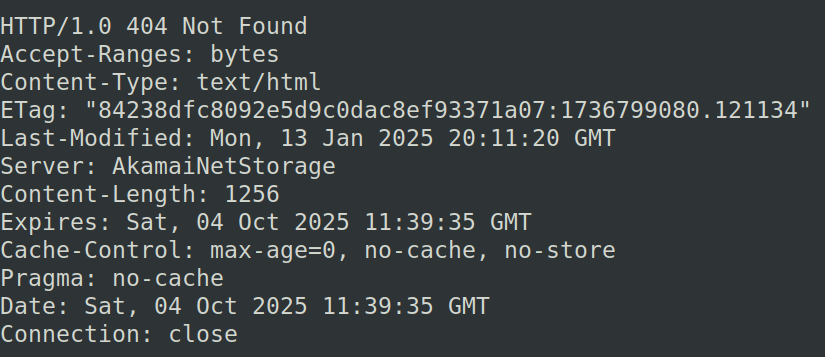 HTTP/1.0 404 Not Found
Accept-Ranges: bytes
Content-Type: text/html
ETag: "84238dfc8092e5d9c0dac8ef93371a07:1736799080.121134"
Last-Modified: Mon, 13 Jan 2025 20:11:20 GMT
Server: AkamaiNetStorage
Content-Length: 1256
Expires: Sat, 04 Oct 2025 11:39:35 GMT
Cache-Control: max-age=0, no-cache, no-store
Pragma: no-cache
Date: Sat, 04 Oct 2025 11:39:35 GMT
Connection: close